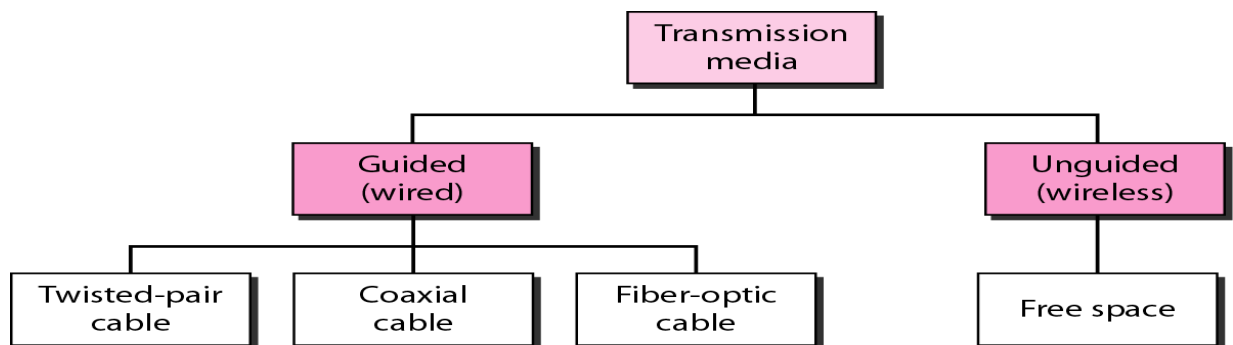 Transmission
media
Guided
(wired)
Unguided
(wireless)
Twisted-pair
cable
Coaxial
cable
Fiber-optic
cable
Free space